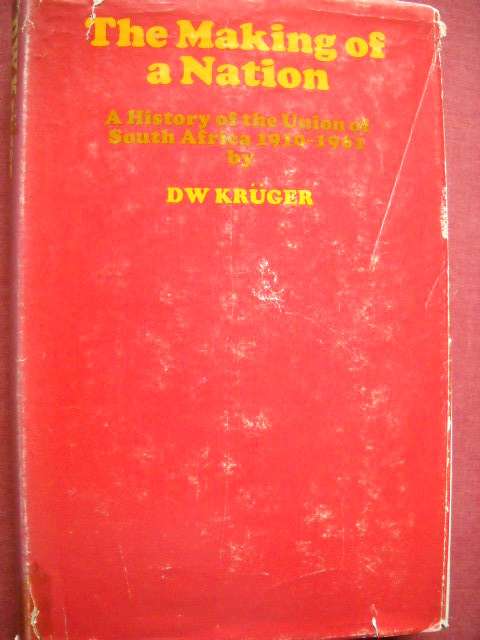 The Making of
a Nation
A History of the Union of
South Africa 1910-1961
by
DW KRÜGER